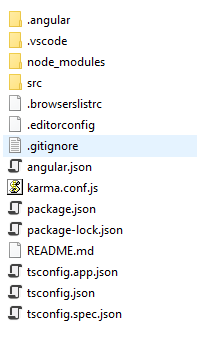 .angular
.vscode
node_modules
src
.browserslistrc
.editorconfig
.gitignore
angular.json
karma.conf.js
package.json
package-lock.json
README.md
tsconfig.app.json
tsconfig.json
tsconfig.spec.json